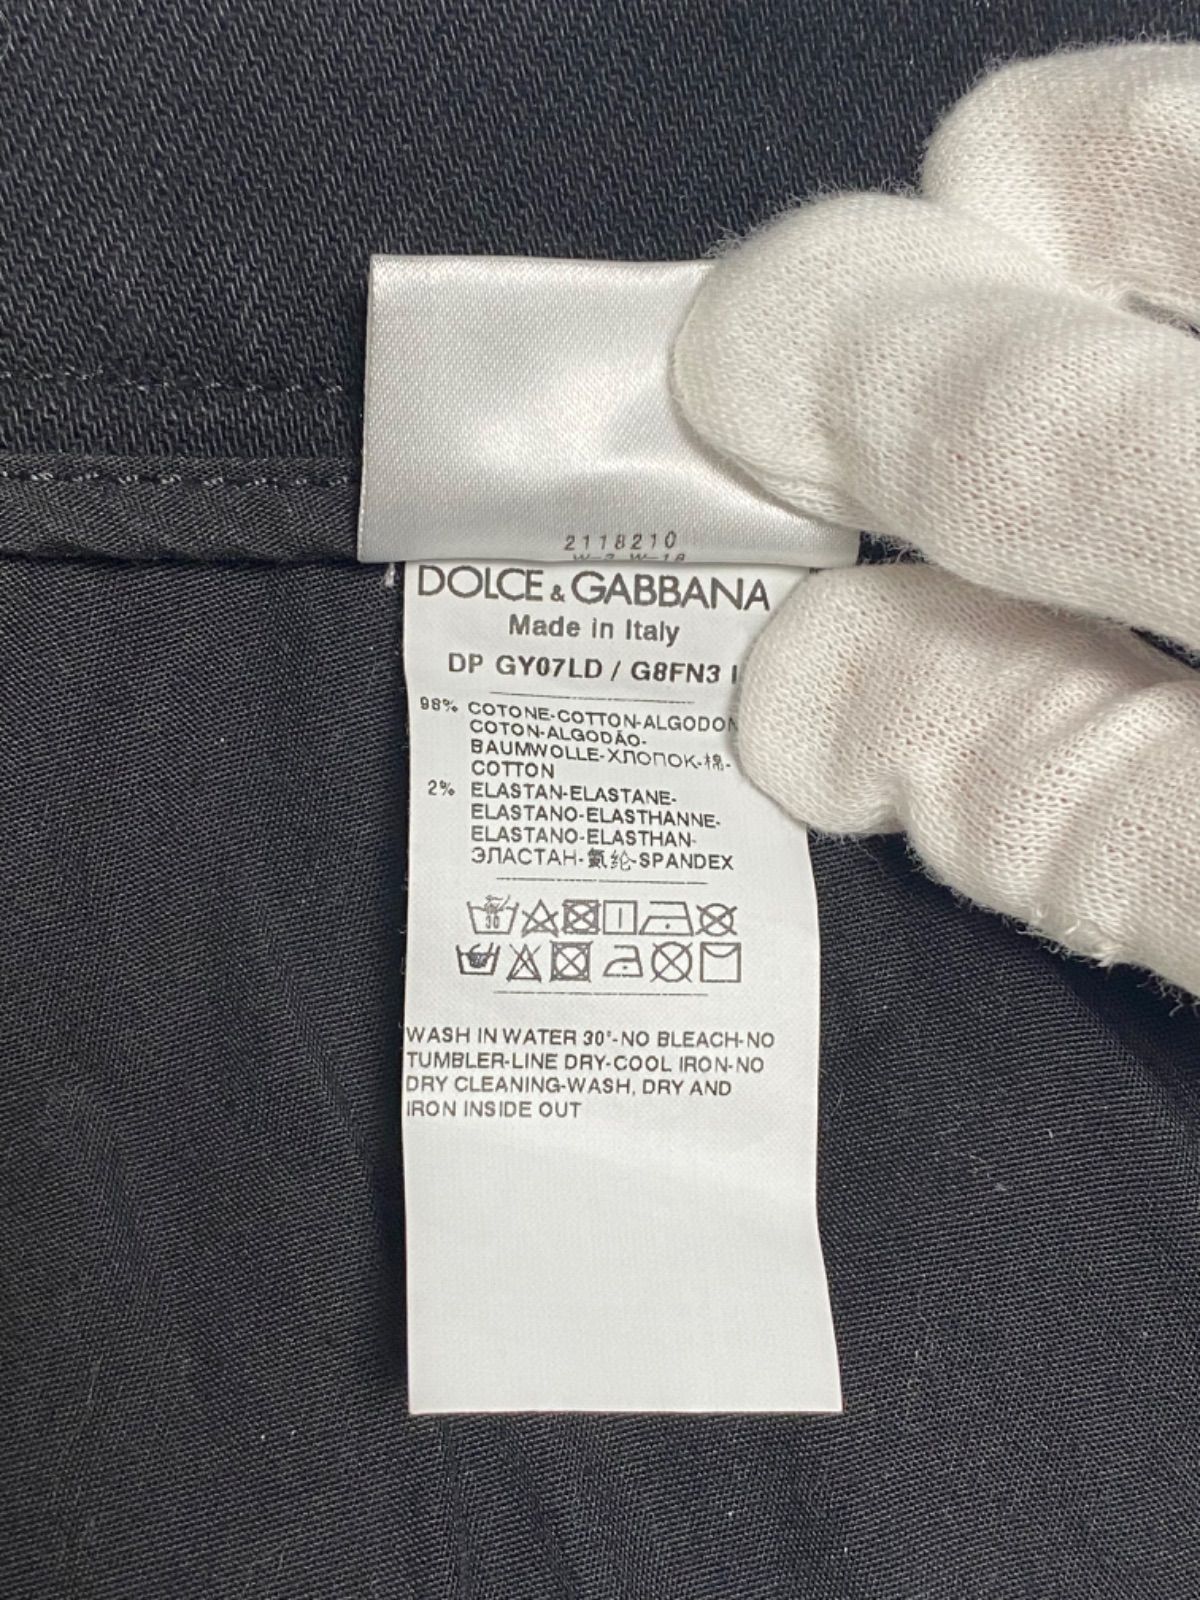 2118210
DOLCE & GABBANA
Made in Italy
DP GY07LD / G8FN3
98% COTONE-COTTON-ALGODON
COTON-ALGODÃO-
BAUMWOLLE-ХЛОПОК-棉-
COTTON
2% ELASTAN-ELASTANE-
ELASTANO-ELASTHANNE-
ELASTANO-ELASTHAN-
ЭЛАСТАН-氨纶-SPANDEX
30
WASH IN WATER 30°-NO BLEACH-NO
TUMBLER-LINE DRY-COOL IRON-NO
DRY CLEANING-WASH, DRY AND
IRON INSIDE OUT